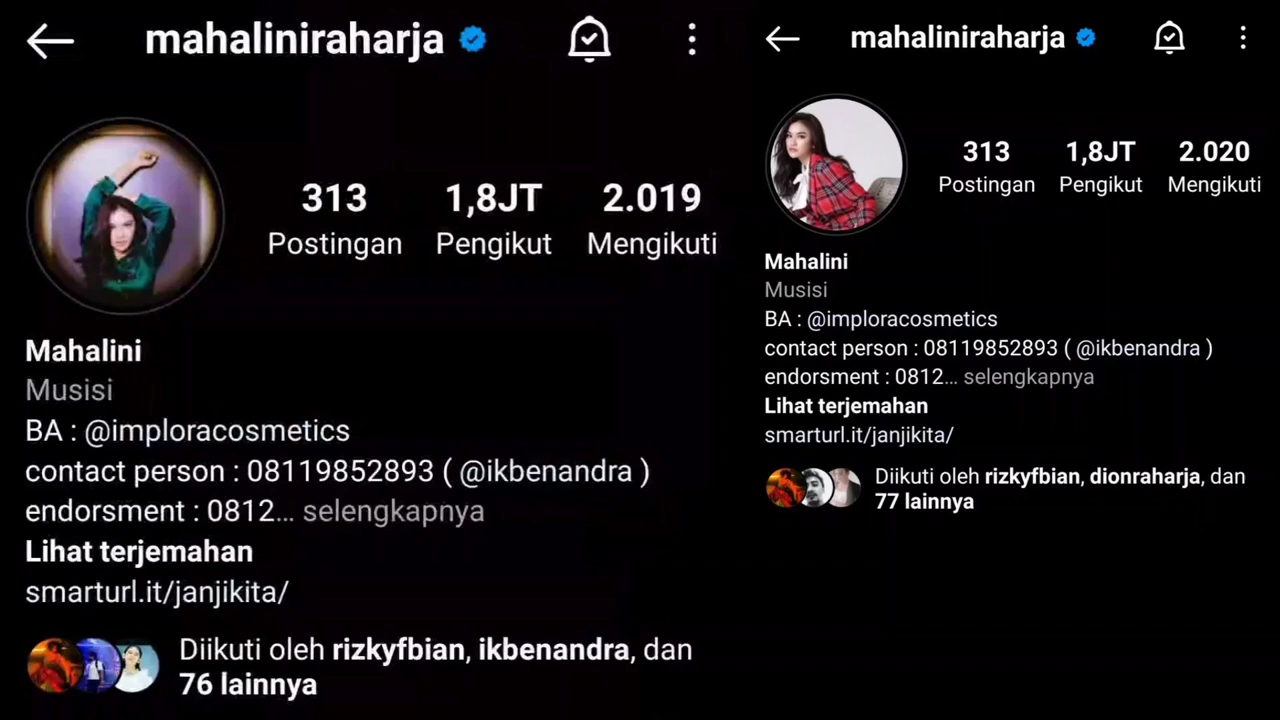 mahaliniraharja
313
1,8JT
2.019
Postingan
Pengikut
Mengikuti
Mahalini
Musisi
BA : @imploracosmetics
contact person : 08119852893 ( @ikbenandra )
endorsment : 0812... selengkapnya
Lihat terjemahan
smarturl.it/janjikita/
Diikuti oleh rizkyfbian, ikbenandra, dan
76 lainnya
mahaliniraharja
313
1,8JT
2.020
Postingan
Pengikut
Mengikuti
Mahalini
Musisi
BA : @imploracosmetics
contact person : 08119852893 ( @ikbenandra )
endorsment : 0812... selengkapnya
Lihat terjemahan
smarturl.it/janjikita/
Diikuti oleh rizkyfbian, dionraharja, dan
77 lainnya